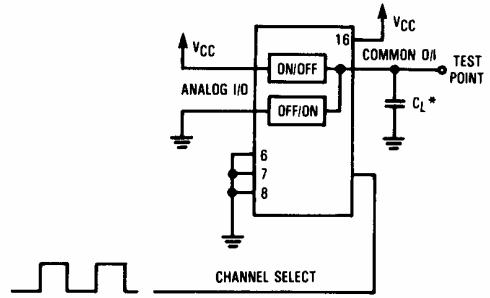 VCC
16
VCC
COMMON O/I
TEST
POINT
ON/OFF
ANALOG I/O
OFF/ON
CL*
6
7
8
CHANNEL SELECT